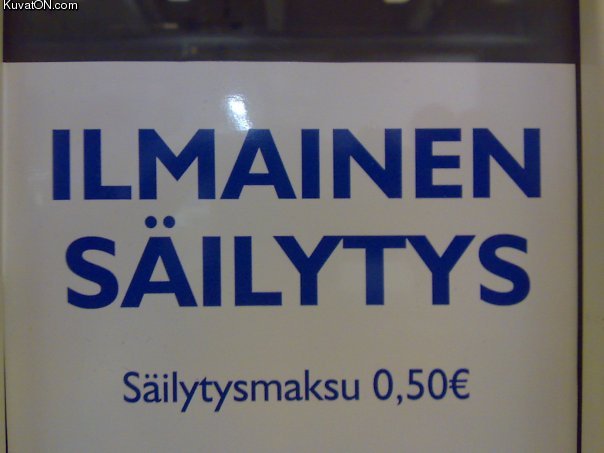 KuvatON.com
ILMAINEN
SÄILYTYS
Säilytysmaksu 0,50€